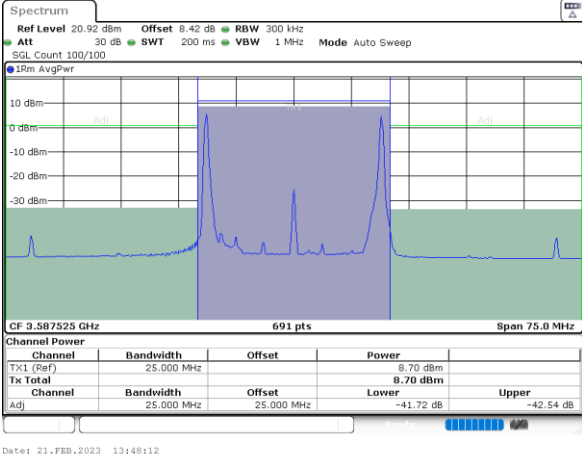 Spectrum
Ref Level 20.92 dBm Offset 8.42 dB RBW 300 kHz
Att 30 dB SWT 200 ms VBW 1 MHz Mode Auto Sweep
SGL Count 100/100
1Rm AvgPwr
10 dBm
Adj
Adj
0 dBm
-10 dBm
-20 dBm
-30 dBm
CF 3.587525 GHz 691 pts Span 75.0 MHz
Channel Power
Channel Bandwidth Offset Power
TX1 (Ref) 25.000 MHz 8.70 dBm
Tx Total 8.70 dBm
Channel Bandwidth Offset Lower Upper
Adj 25.000 MHz 25.000 MHz -41.72 dB -42.54 dB
Ready
Date: 21.FEB.2023 13:48:12